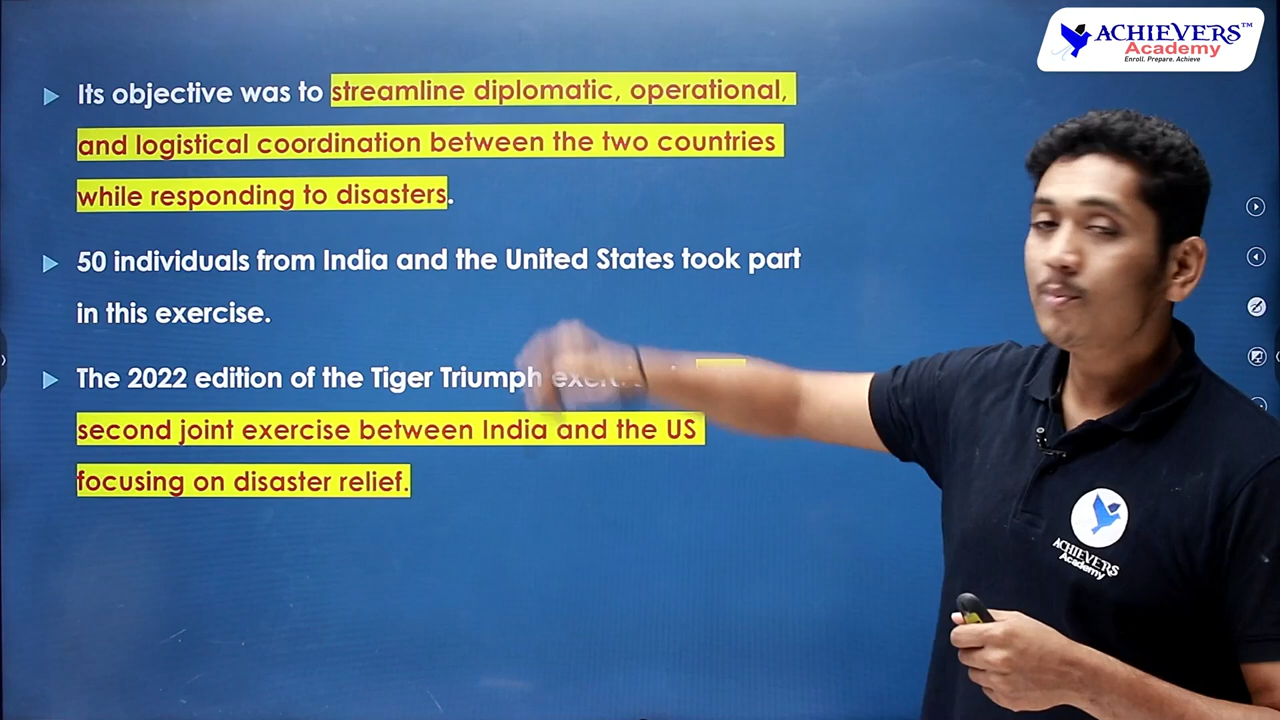 ACHIEVERS™
Academy
Enroll. Prepare. Achieve
Its objective was to streamline diplomatic, operational,
and logistical coordination between the two countries
while responding to disasters.
50 individuals from India and the United States took part
in this exercise.
The 2022 edition of the Tiger Triumph
second joint exercise between India and the US
focusing on disaster relief.
ACHIEVERS
Academy